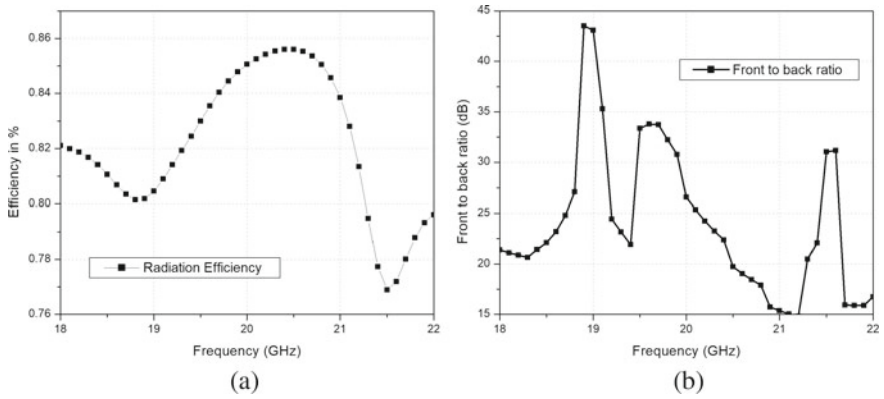 0.86
0.84
0.82
0.80
0.78
0.76
Efficiency in %
Radiation Efficiency
18 19 20 21 22
Frequency (GHz)
(a)
45
40
35
30
25
20
15
Front to back ratio (dB)
Front to back ratio
18 19 20 21 22
Frequency (GHz)
(b)